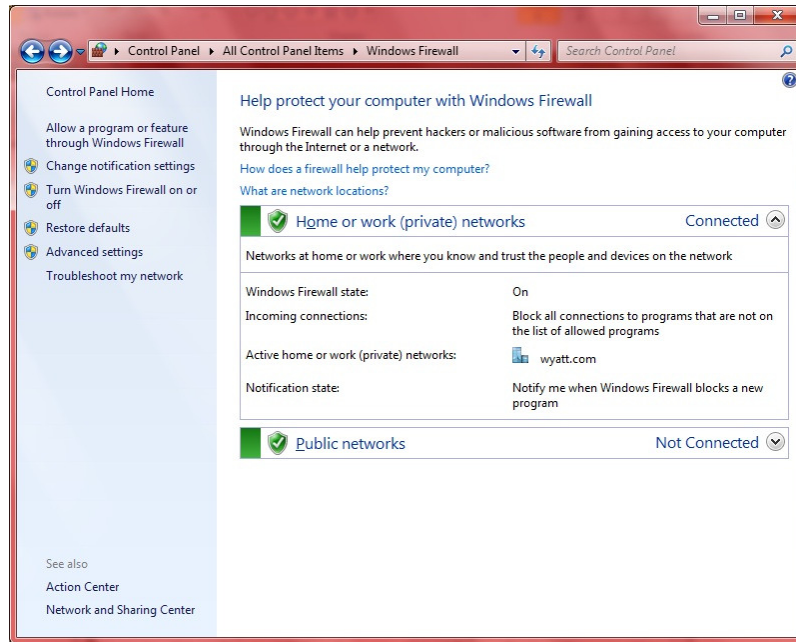 Control Panel
All Control Panel Items
Windows Firewall
Search Control Panel
Control Panel Home
Allow a program or feature
through Windows Firewall
Change notification settings
Turn Windows Firewall on or
off
Restore defaults
Advanced settings
Troubleshoot my network
See also
Action Center
Network and Sharing Center
Help protect your computer with Windows Firewall
Windows Firewall can help prevent hackers or malicious software from gaining access to your computer
through the Internet or a network.
How does a firewall help protect my computer?
What are network locations?
Home or work (private) networks Connected
Networks at home or work where you know and trust the people and devices on the network
Windows Firewall state: On
Incoming connections: Block all connections to programs that are not on
the list of allowed programs
Active home or work (private) networks: wyatt.com
Notification state: Notify me when Windows Firewall blocks a new
program
Public networks Not Connected